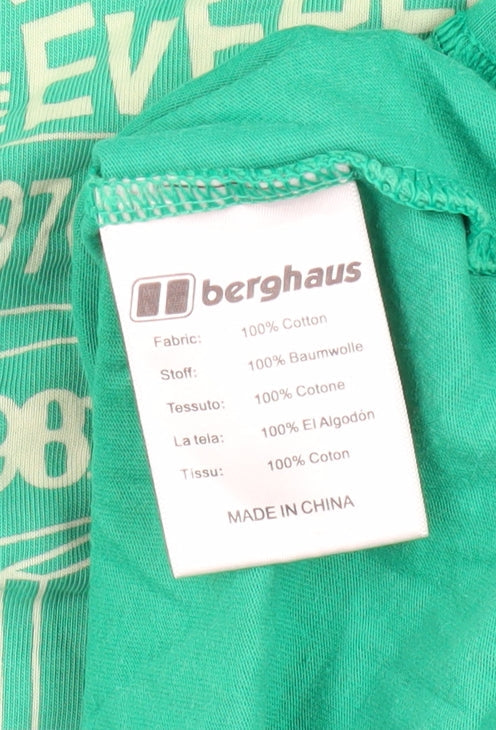 EVERE
berghaus
Fabric: 100% Cotton
Stoff: 100% Baumwolle
Tessuto: 100% Cotone
La tela: 100% El Algodón
Tissu: 100% Coton
MADE IN CHINA